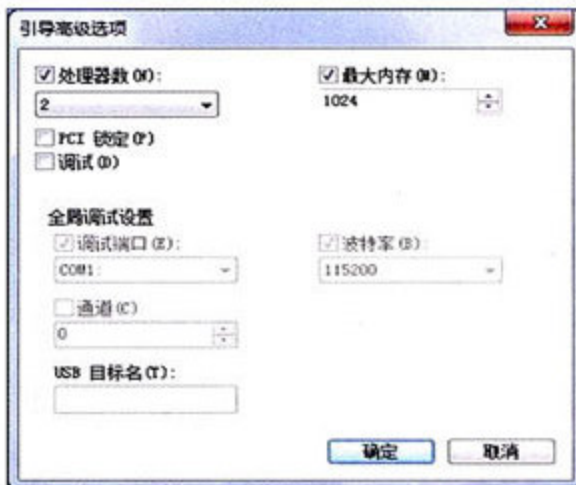 引导高级选项
处理器数(N):
最大内存(M):
2
1024
PCI 锁定(P)
调试(D)
全局调试设置
调试端口(E):
波特率(B):
COM1:
115200
通道(C)
0
USB 目标名(T):
确定
取消